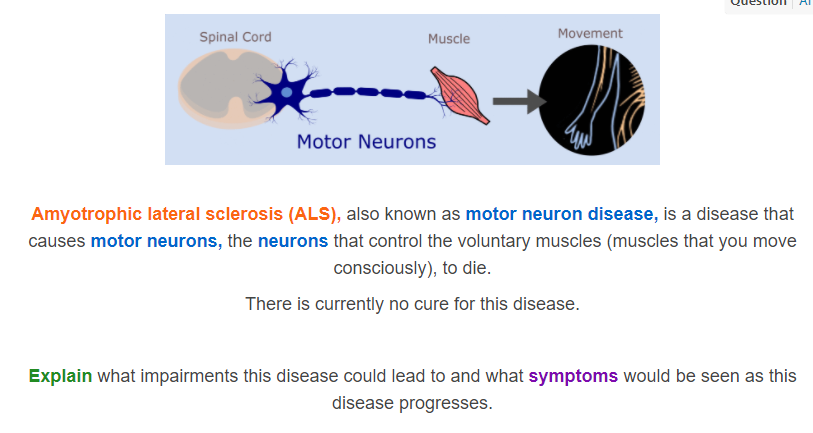 Question
Spinal Cord
Muscle
Movement
Motor Neurons
Amyotrophic lateral sclerosis (ALS), also known as motor neuron disease, is a disease that
causes motor neurons, the neurons that control the voluntary muscles (muscles that you move
consciously), to die.
There is currently no cure for this disease.
Explain what impairments this disease could lead to and what symptoms would be seen as this
disease progresses.